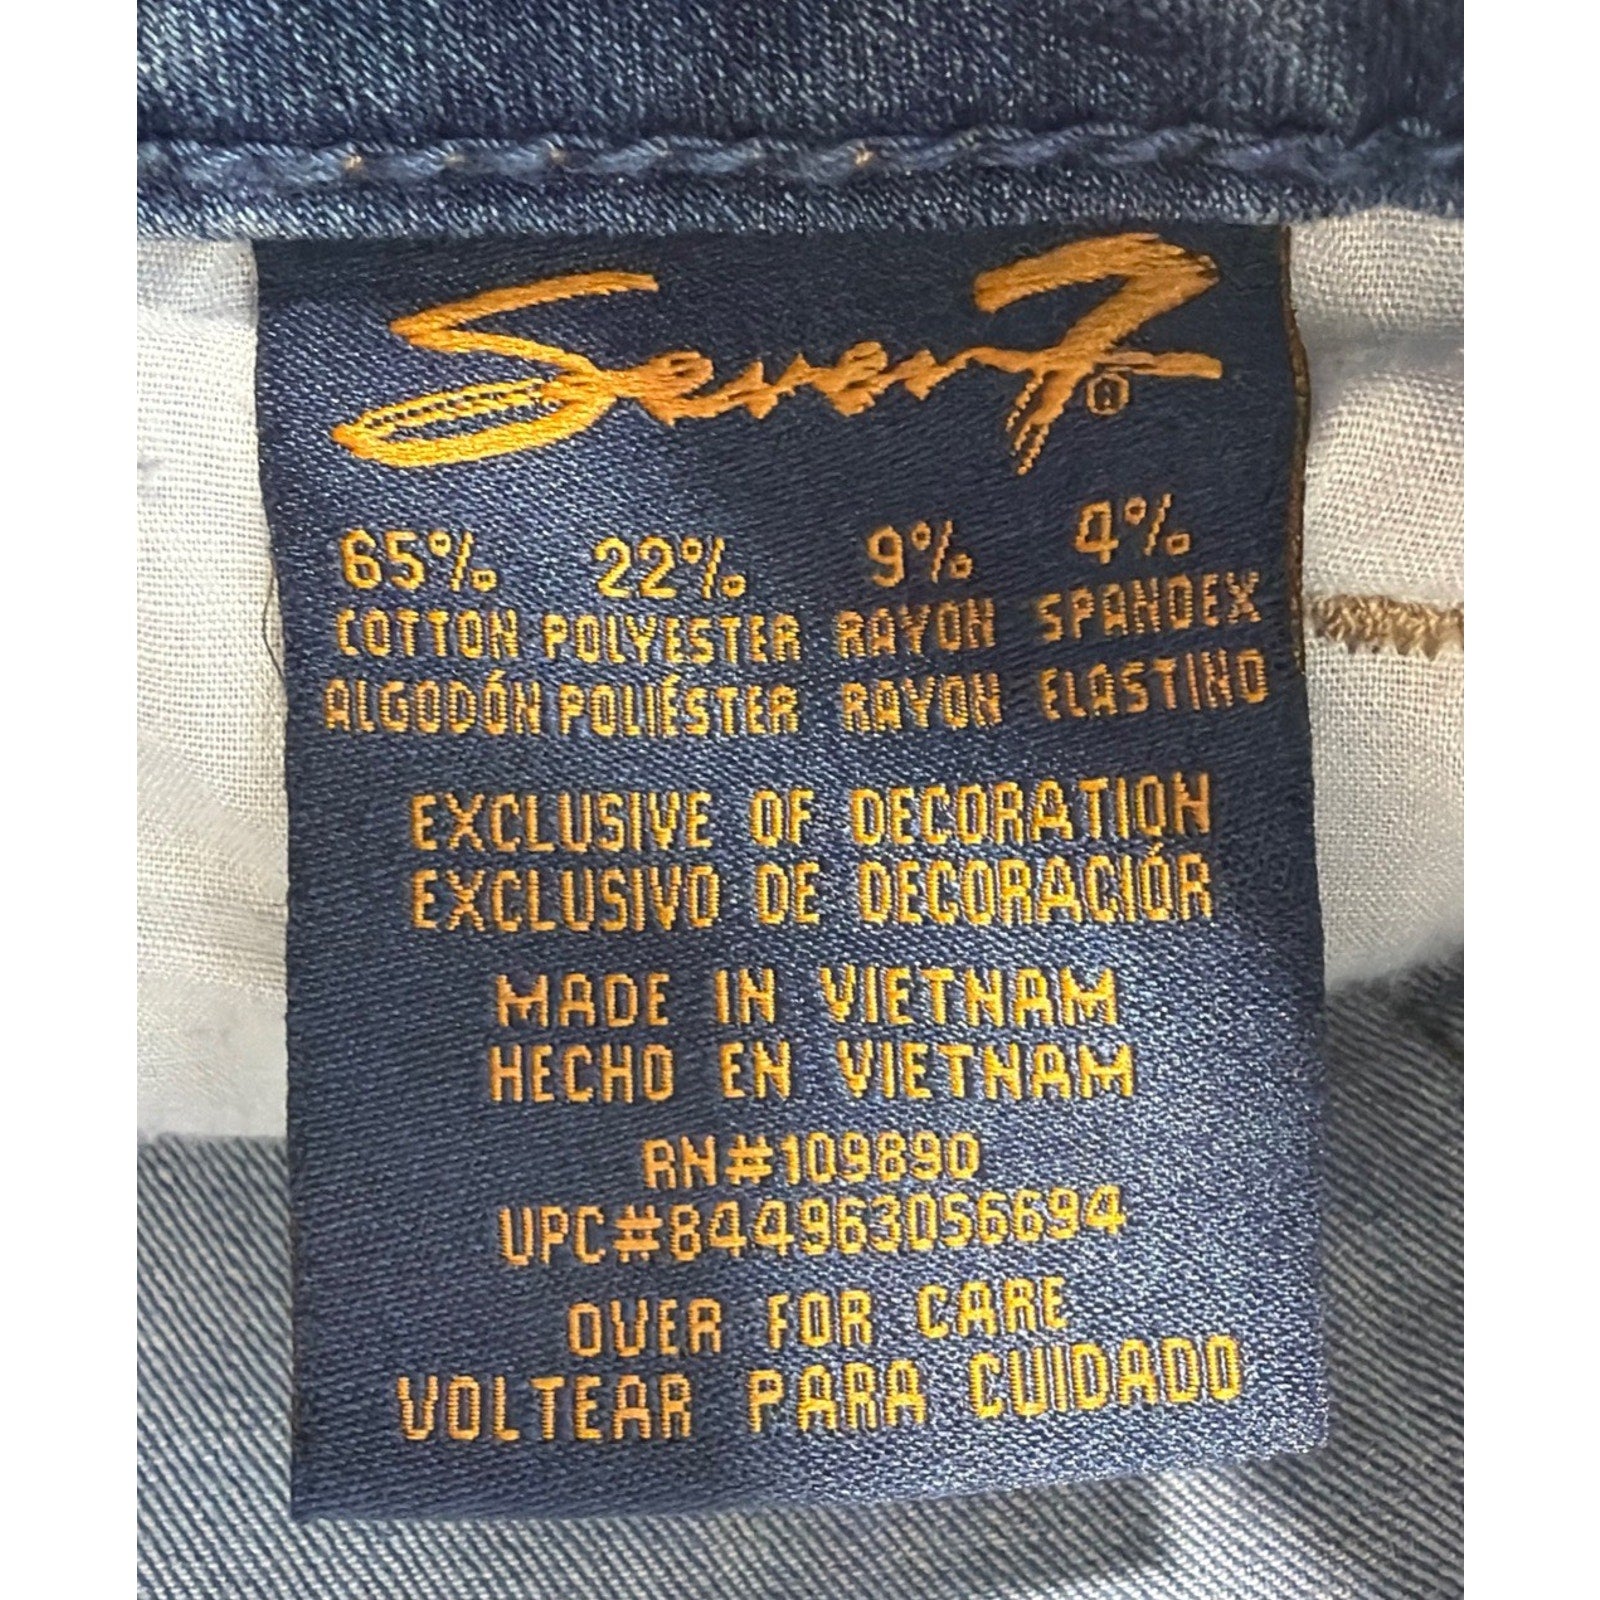 Seven7®
65% 22% 9% 4%
COTTON POLYESTER RAYON SPANDEX
ALGODÓN POLIÉSTER RAYON ELASTINO
EXCLUSIVE OF DECORATION
EXCLUSIVO DE DECORACIÓR
MADE IN VIETNAM
HECHO EN VIETNAM
RN#109890
UPC#844963056694
OVER FOR CARE
VOLTEAR PARA CUIDADO